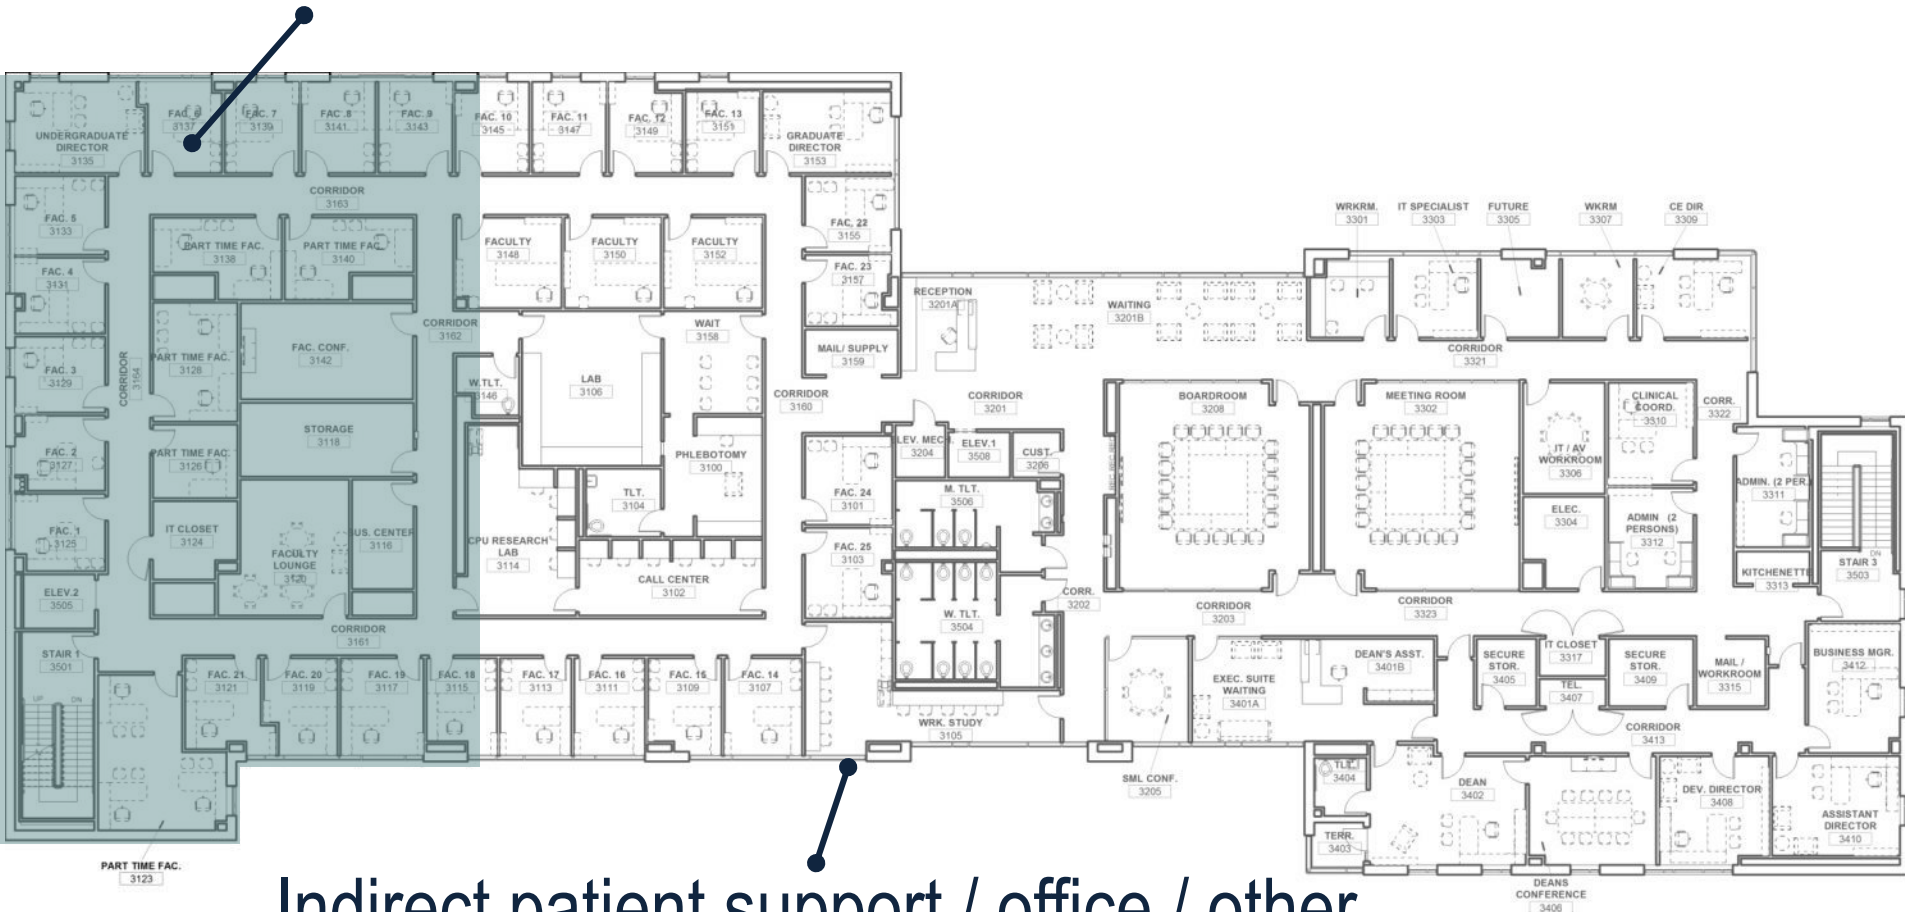 UNDERGRADUATE
DIRECTOR
3135
FAC. 6
3137
FAC. 7
3139
FAC. 8
3141
FAC. 9
3143
FAC. 10
3145
FAC. 11
3147
FAC. 12
3149
FAC. 13
3151
GRADUATE
DIRECTOR
3153
CORRIDOR
3163
FAC. 5
3133
PART TIME FAC.
3138
PART TIME FAC.
3140
FACULTY
3148
FACULTY
3150
FACULTY
3152
FAC. 22
3155
FAC. 4
3131
FAC. 23
3157
WRKRM.
3301
IT SPECIALIST
3303
FUTURE
3305
WKRM
3307
CE DIR
3309
RECEPTION
3201A
WAITING
3201B
CORRIDOR
3162
WAIT
3158
MAIL/ SUPPLY
3159
CORRIDOR
3321
FAC. CONF.
3142
PART TIME FAC.
3128
FAC. 3
3129
CORRIDOR
3164
W.TLT.
3146
LAB
3106
CORRIDOR
3160
CORRIDOR
3201
BOARDROOM
3208
MEETING ROOM
3302
CLINICAL
COORD.
3510
CORR.
3322
STORAGE
3118
FAC. 2
3127
PART TIME FAC.
3126
PHLEBOTOMY
3100
ELEV. MECH.
3204
ELEV.1
3508
CUST.
3206
IT / AV
WORKROOM
3306
ADMIN. (2 PER.)
3311
TLT.
3104
FAC. 24
3101
M. TLT.
3506
ELEC.
3304
ADMIN (2
PERSONS)
3312
FAC. 1
3125
IT CLOSET
3124
FACULTY
LOUNGE
3120
BUS. CENTER
3116
CPU RESEARCH
LAB
3114
CALL CENTER
3102
FAC. 25
3103
DN
STAIR 3
3503
KITCHENETTE
3313
ELEV.2
3505
CORR.
3202
W. TLT.
3504
CORRIDOR
3203
CORRIDOR
3323
CORRIDOR
3161
STAIR 1
3501
UP
DN
FAC. 21
3121
FAC. 20
3119
FAC. 19
3117
FAC. 18
3115
FAC. 17
3113
FAC. 16
3111
FAC. 15
3109
FAC. 14
3107
WRK. STUDY
3105
EXEC. SUITE
WAITING
3401A
DEAN'S ASST.
3401B
SECURE
STOR.
3405
IT CLOSET
3317
TEL.
3407
SECURE
STOR.
3409
MAIL /
WORKROOM
3315
BUSINESS MGR.
3412
CORRIDOR
3413
SML CONF.
3205
TLT.
3404
DEAN
3402
DEV. DIRECTOR
3408
ASSISTANT
DIRECTOR
3410
TERR.
3403
PART TIME FAC.
3123
DEANS
CONFERENCE
3406
Indirect patient support / office / other